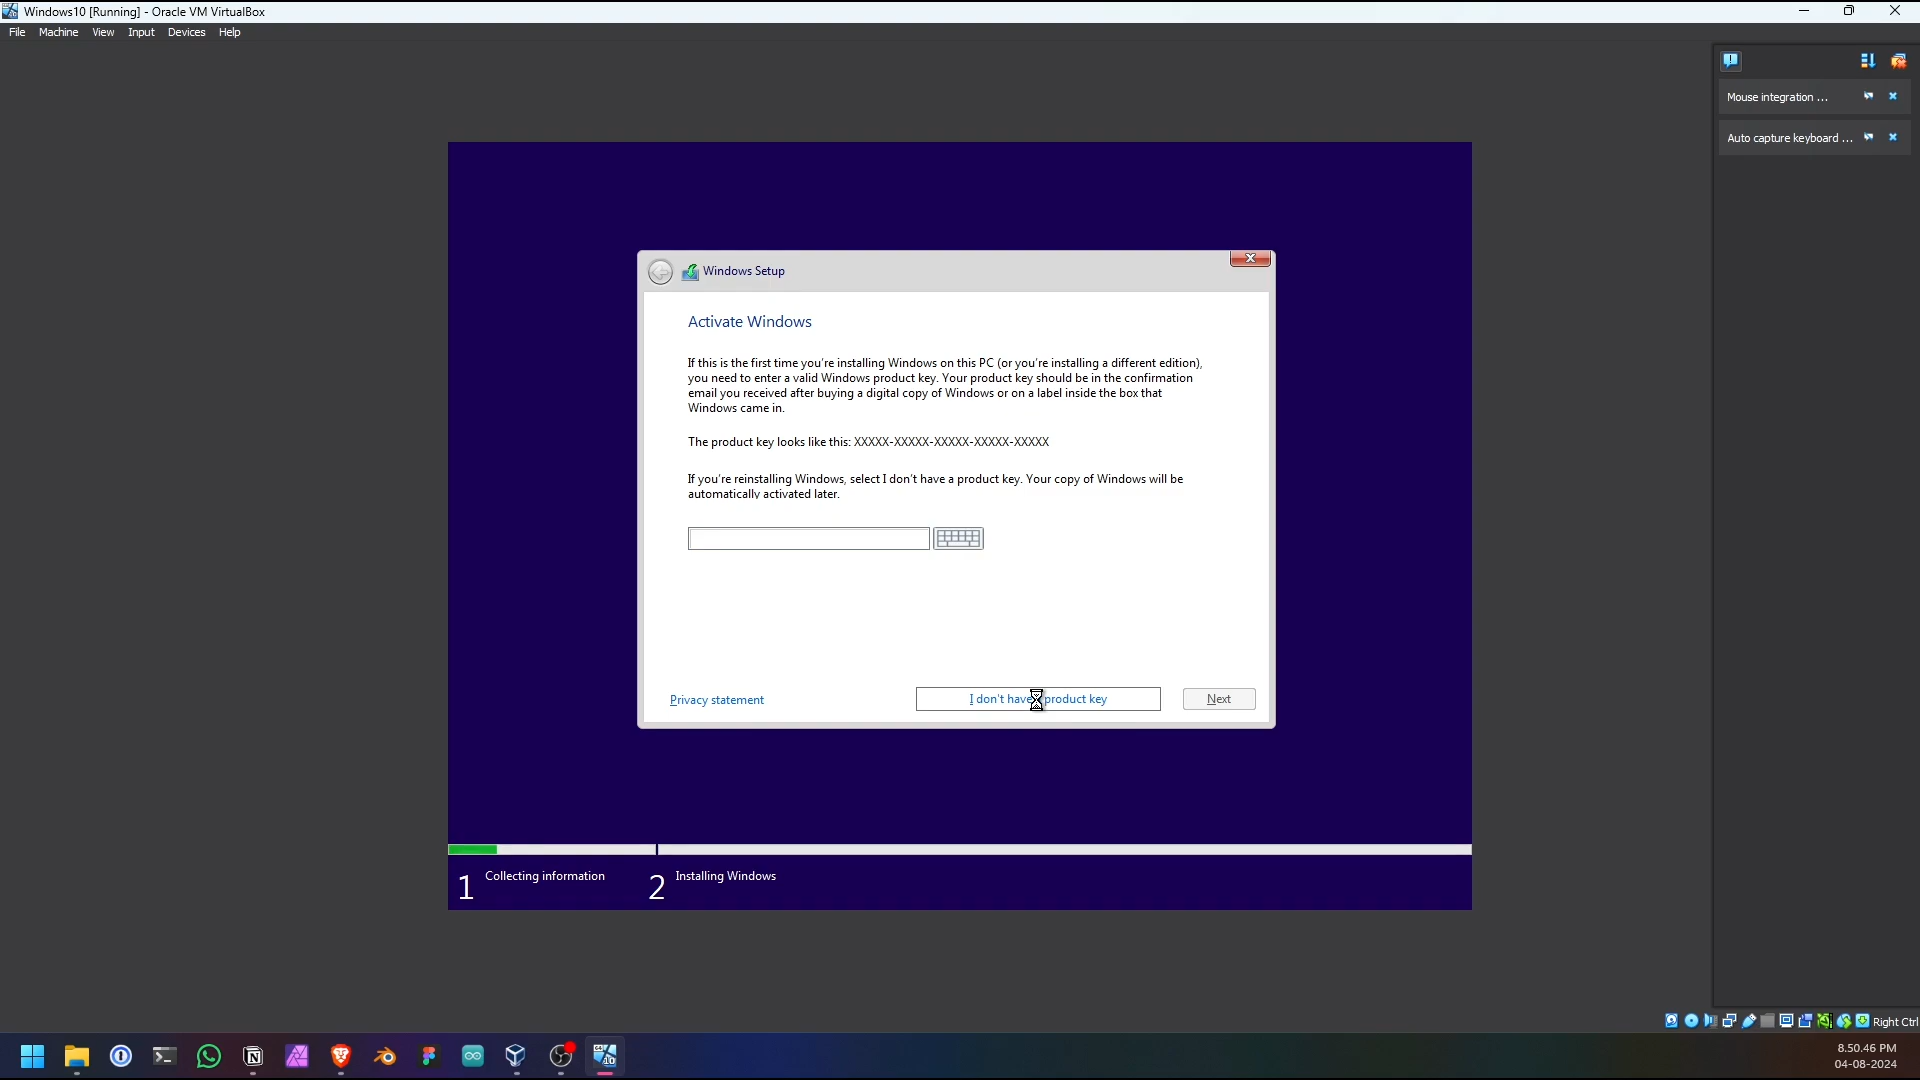 Windows10 [Running] - Oracle VM VirtualBox
File Machine View Input Devices Help
Mouse integration ...
Auto capture keyboard ...
Windows Setup
Activate Windows
If this is the first time you're installing Windows on this PC (or you're installing a different edition),
you need to enter a valid Windows product key. Your product key should be in the confirmation
email you received after buying a digital copy of Windows or on a label inside the box that
Windows came in.
The product key looks like this: XXXXX-XXXXX-XXXXX-XXXXX-XXXXX
If you're reinstalling Windows, select I don't have a product key. Your copy of Windows will be
automatically activated later.
Privacy statement
I don't have product key
Next
1 Collecting information
2 Installing Windows
Right Ctrl
8.50.46 PM
04-08-2024